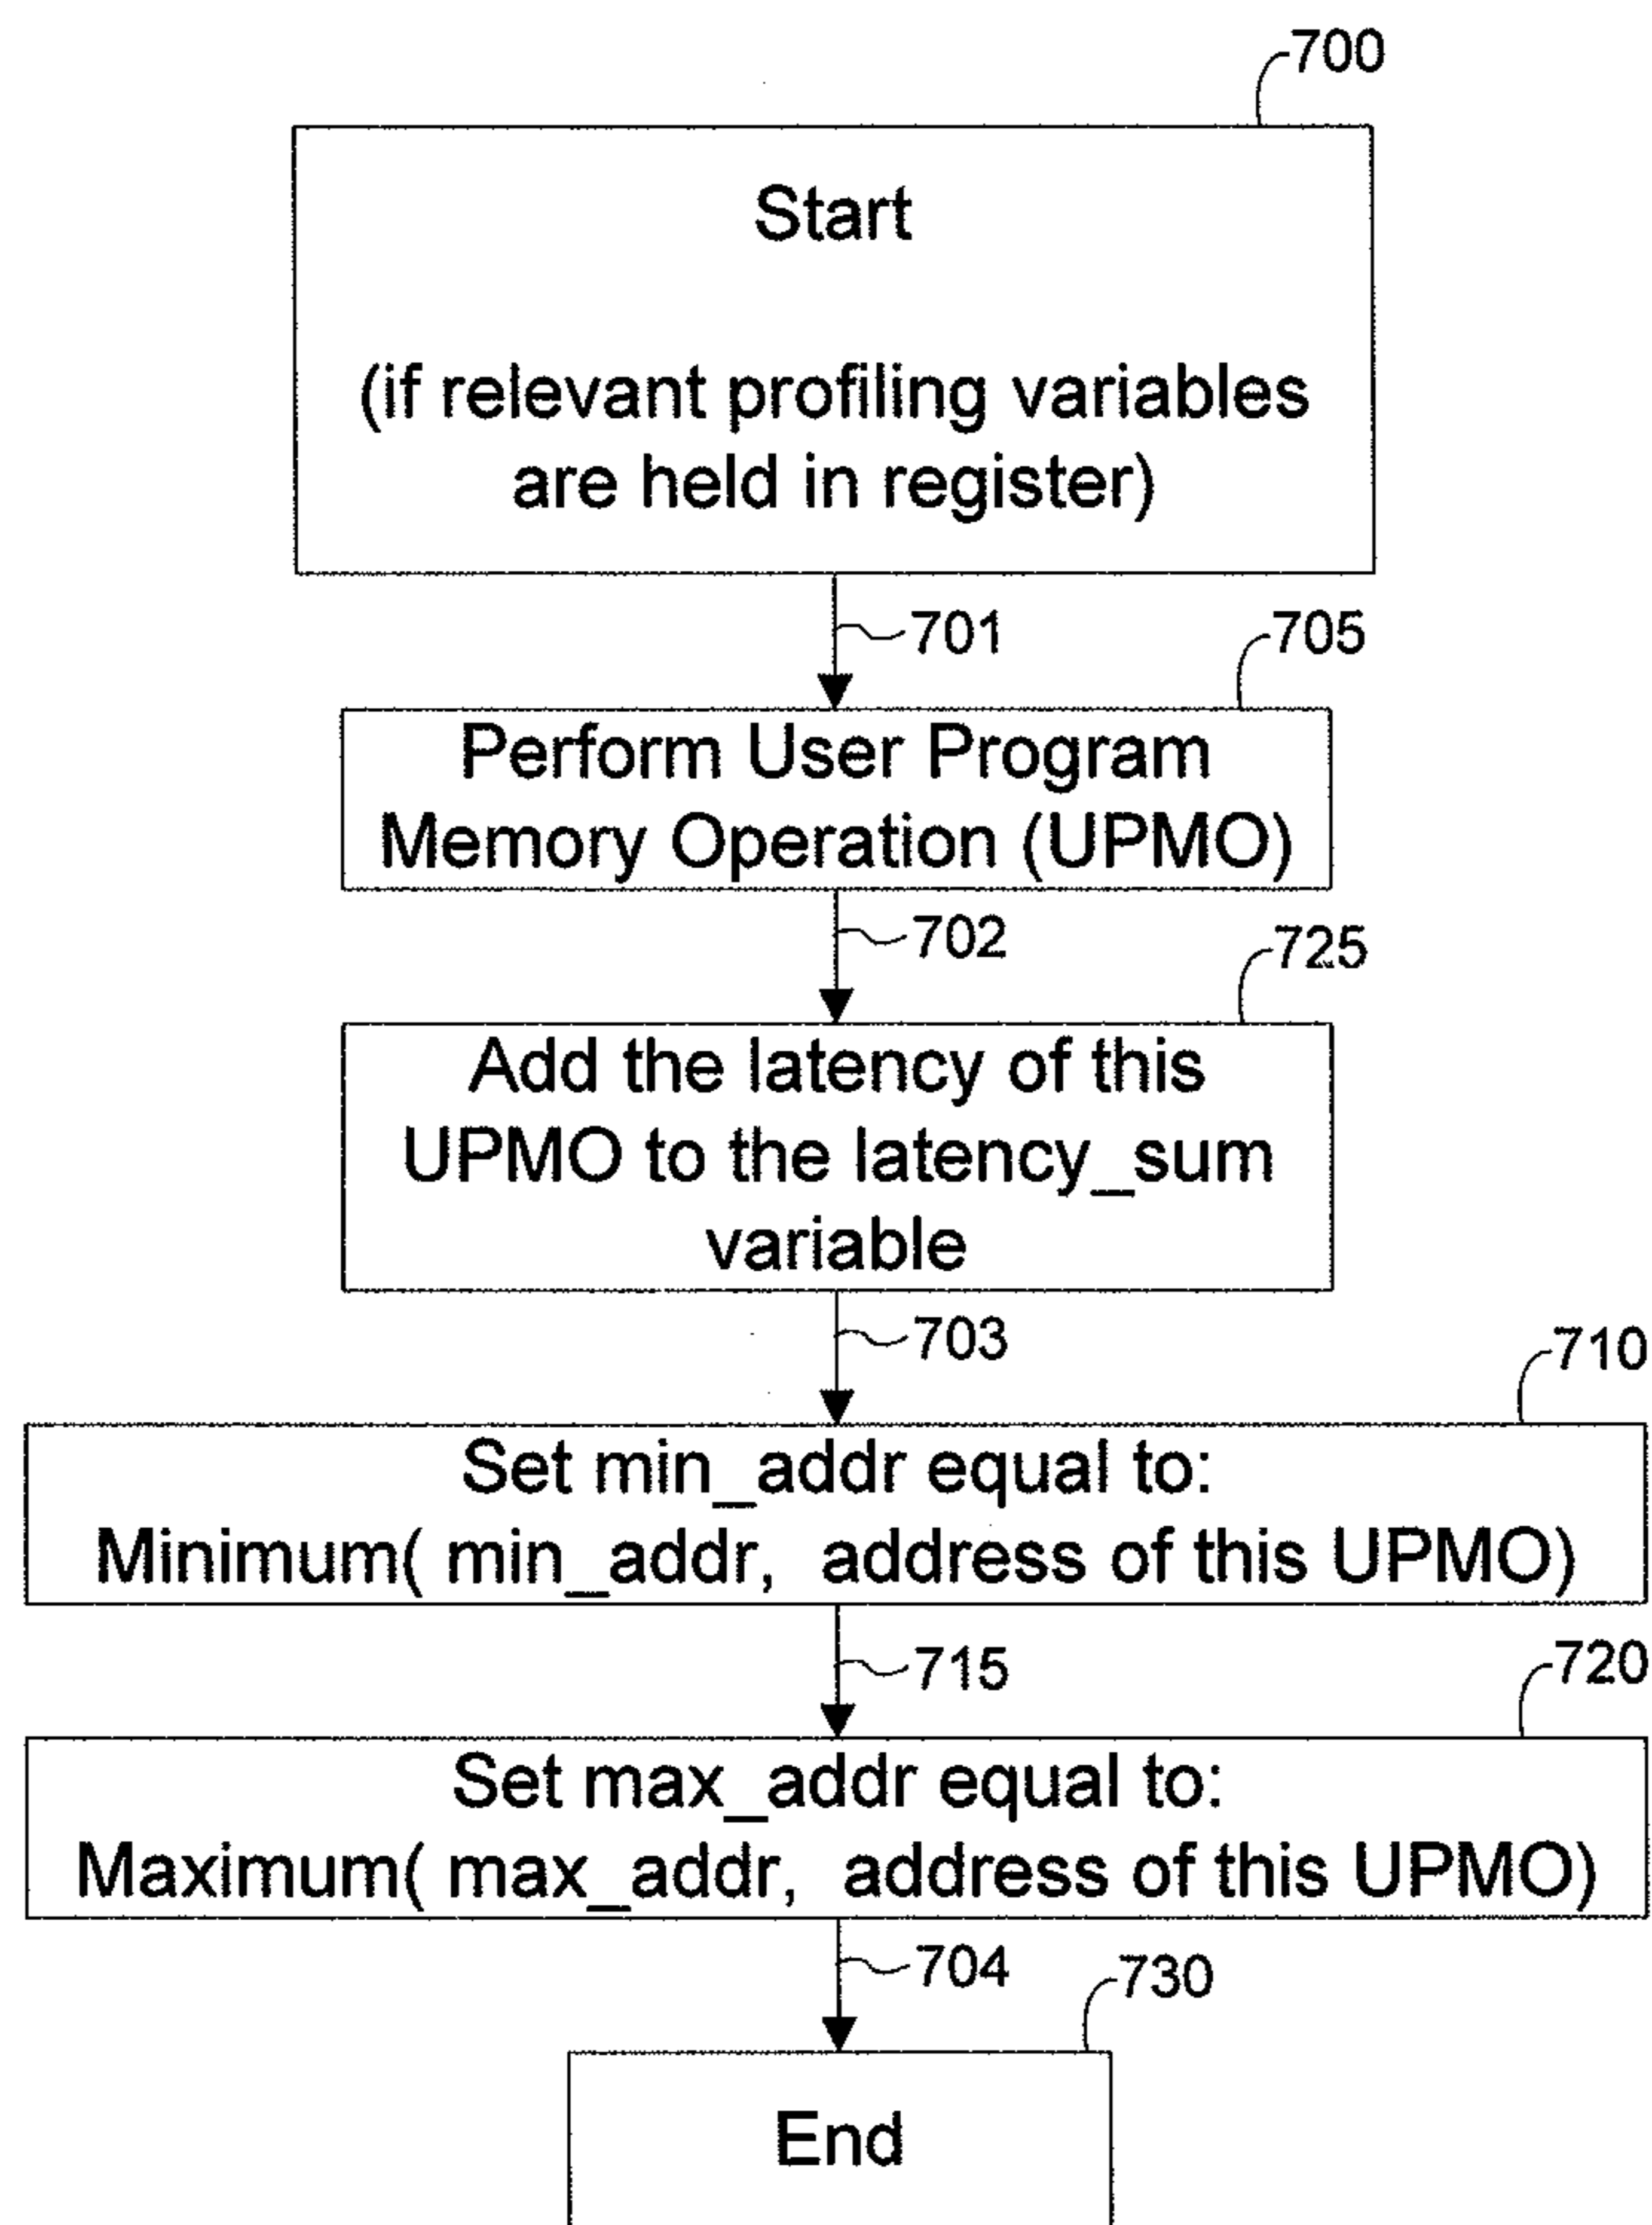 700
Start
(if relevant profiling variables
are held in register)
701
705
Perform User Program
Memory Operation (UPMO)
702
725
Add the latency of this
UPMO to the latency_sum
variable
703
710
Set min_addr equal to:
Minimum( min_addr, address of this UPMO)
715
720
Set max_addr equal to:
Maximum( max_addr, address of this UPMO)
704
730
End